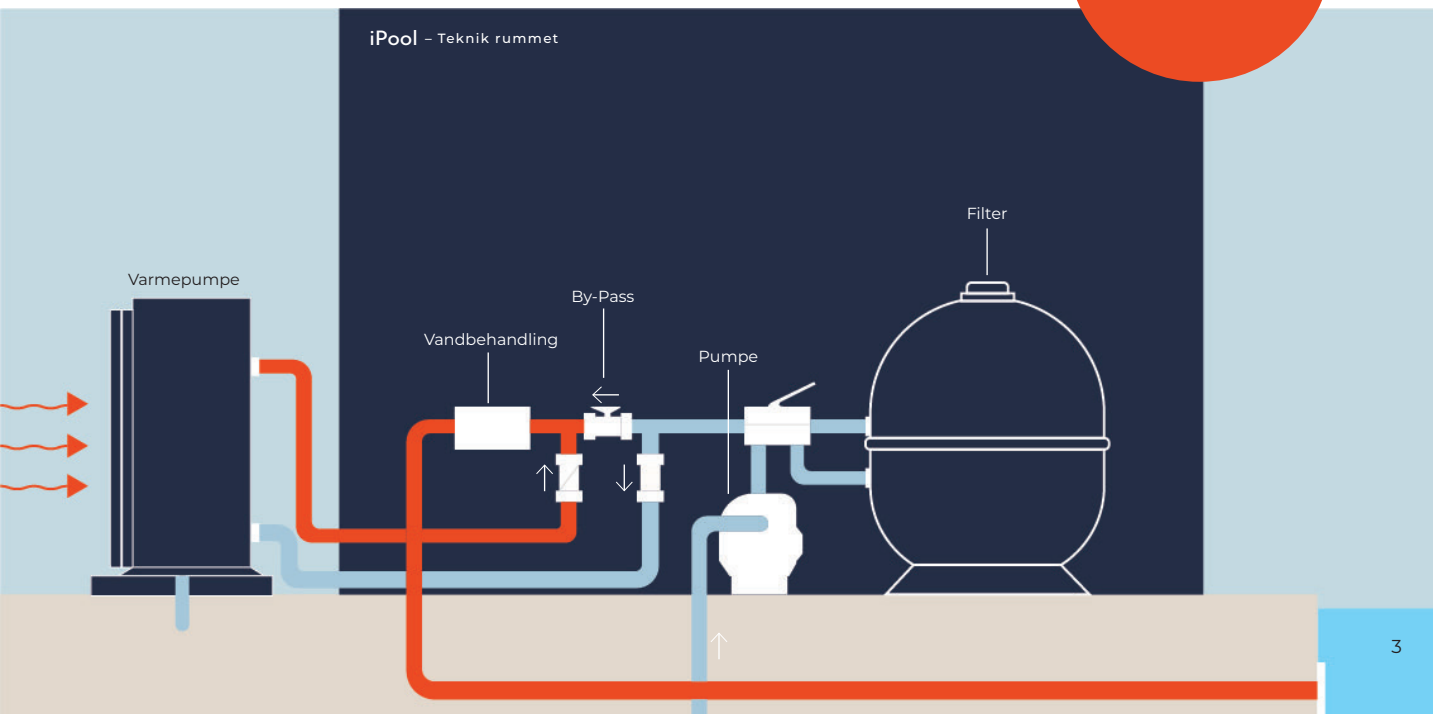 iPool – Teknik rummet
Filter
Varmepumpe
By-Pass
Vandbehandling
Pumpe
3